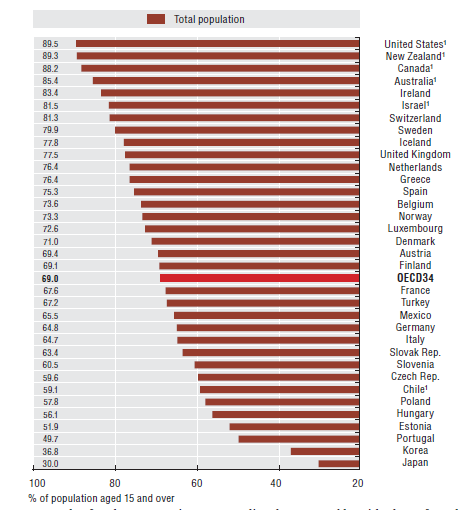 Total population
89.5 United States¹
89.3 New Zealand¹
88.2 Canada¹
85.4 Australia¹
83.4 Ireland
81.5 Israel¹
81.3 Switzerland
79.9 Sweden
77.8 Iceland
77.5 United Kingdom
76.4 Netherlands
76.4 Greece
75.3 Spain
73.6 Belgium
73.3 Norway
72.6 Luxembourg
71.0 Denmark
69.4 Austria
69.1 Finland
69.0 OECD34
67.6 France
67.2 Turkey
65.5 Mexico
64.8 Germany
64.7 Italy
63.4 Slovak Rep.
60.5 Slovenia
59.6 Czech Rep.
59.1 Chile¹
57.8 Poland
56.1 Hungary
51.9 Estonia
49.7 Portugal
36.8 Korea
30.0 Japan
100 80 60 40 20
% of population aged 15 and over